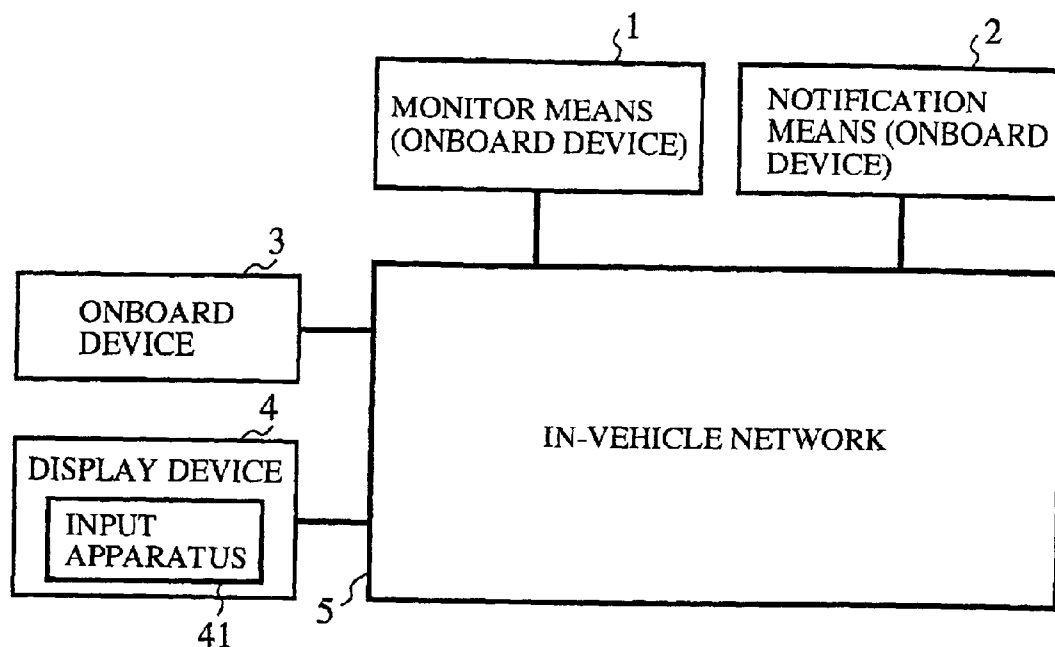 1
MONITOR MEANS
(ONBOARD DEVICE)
2
NOTIFICATION
MEANS (ONBOARD
DEVICE)
3
ONBOARD
DEVICE
4
DISPLAY DEVICE
INPUT
APPARATUS
41
5
IN-VEHICLE NETWORK